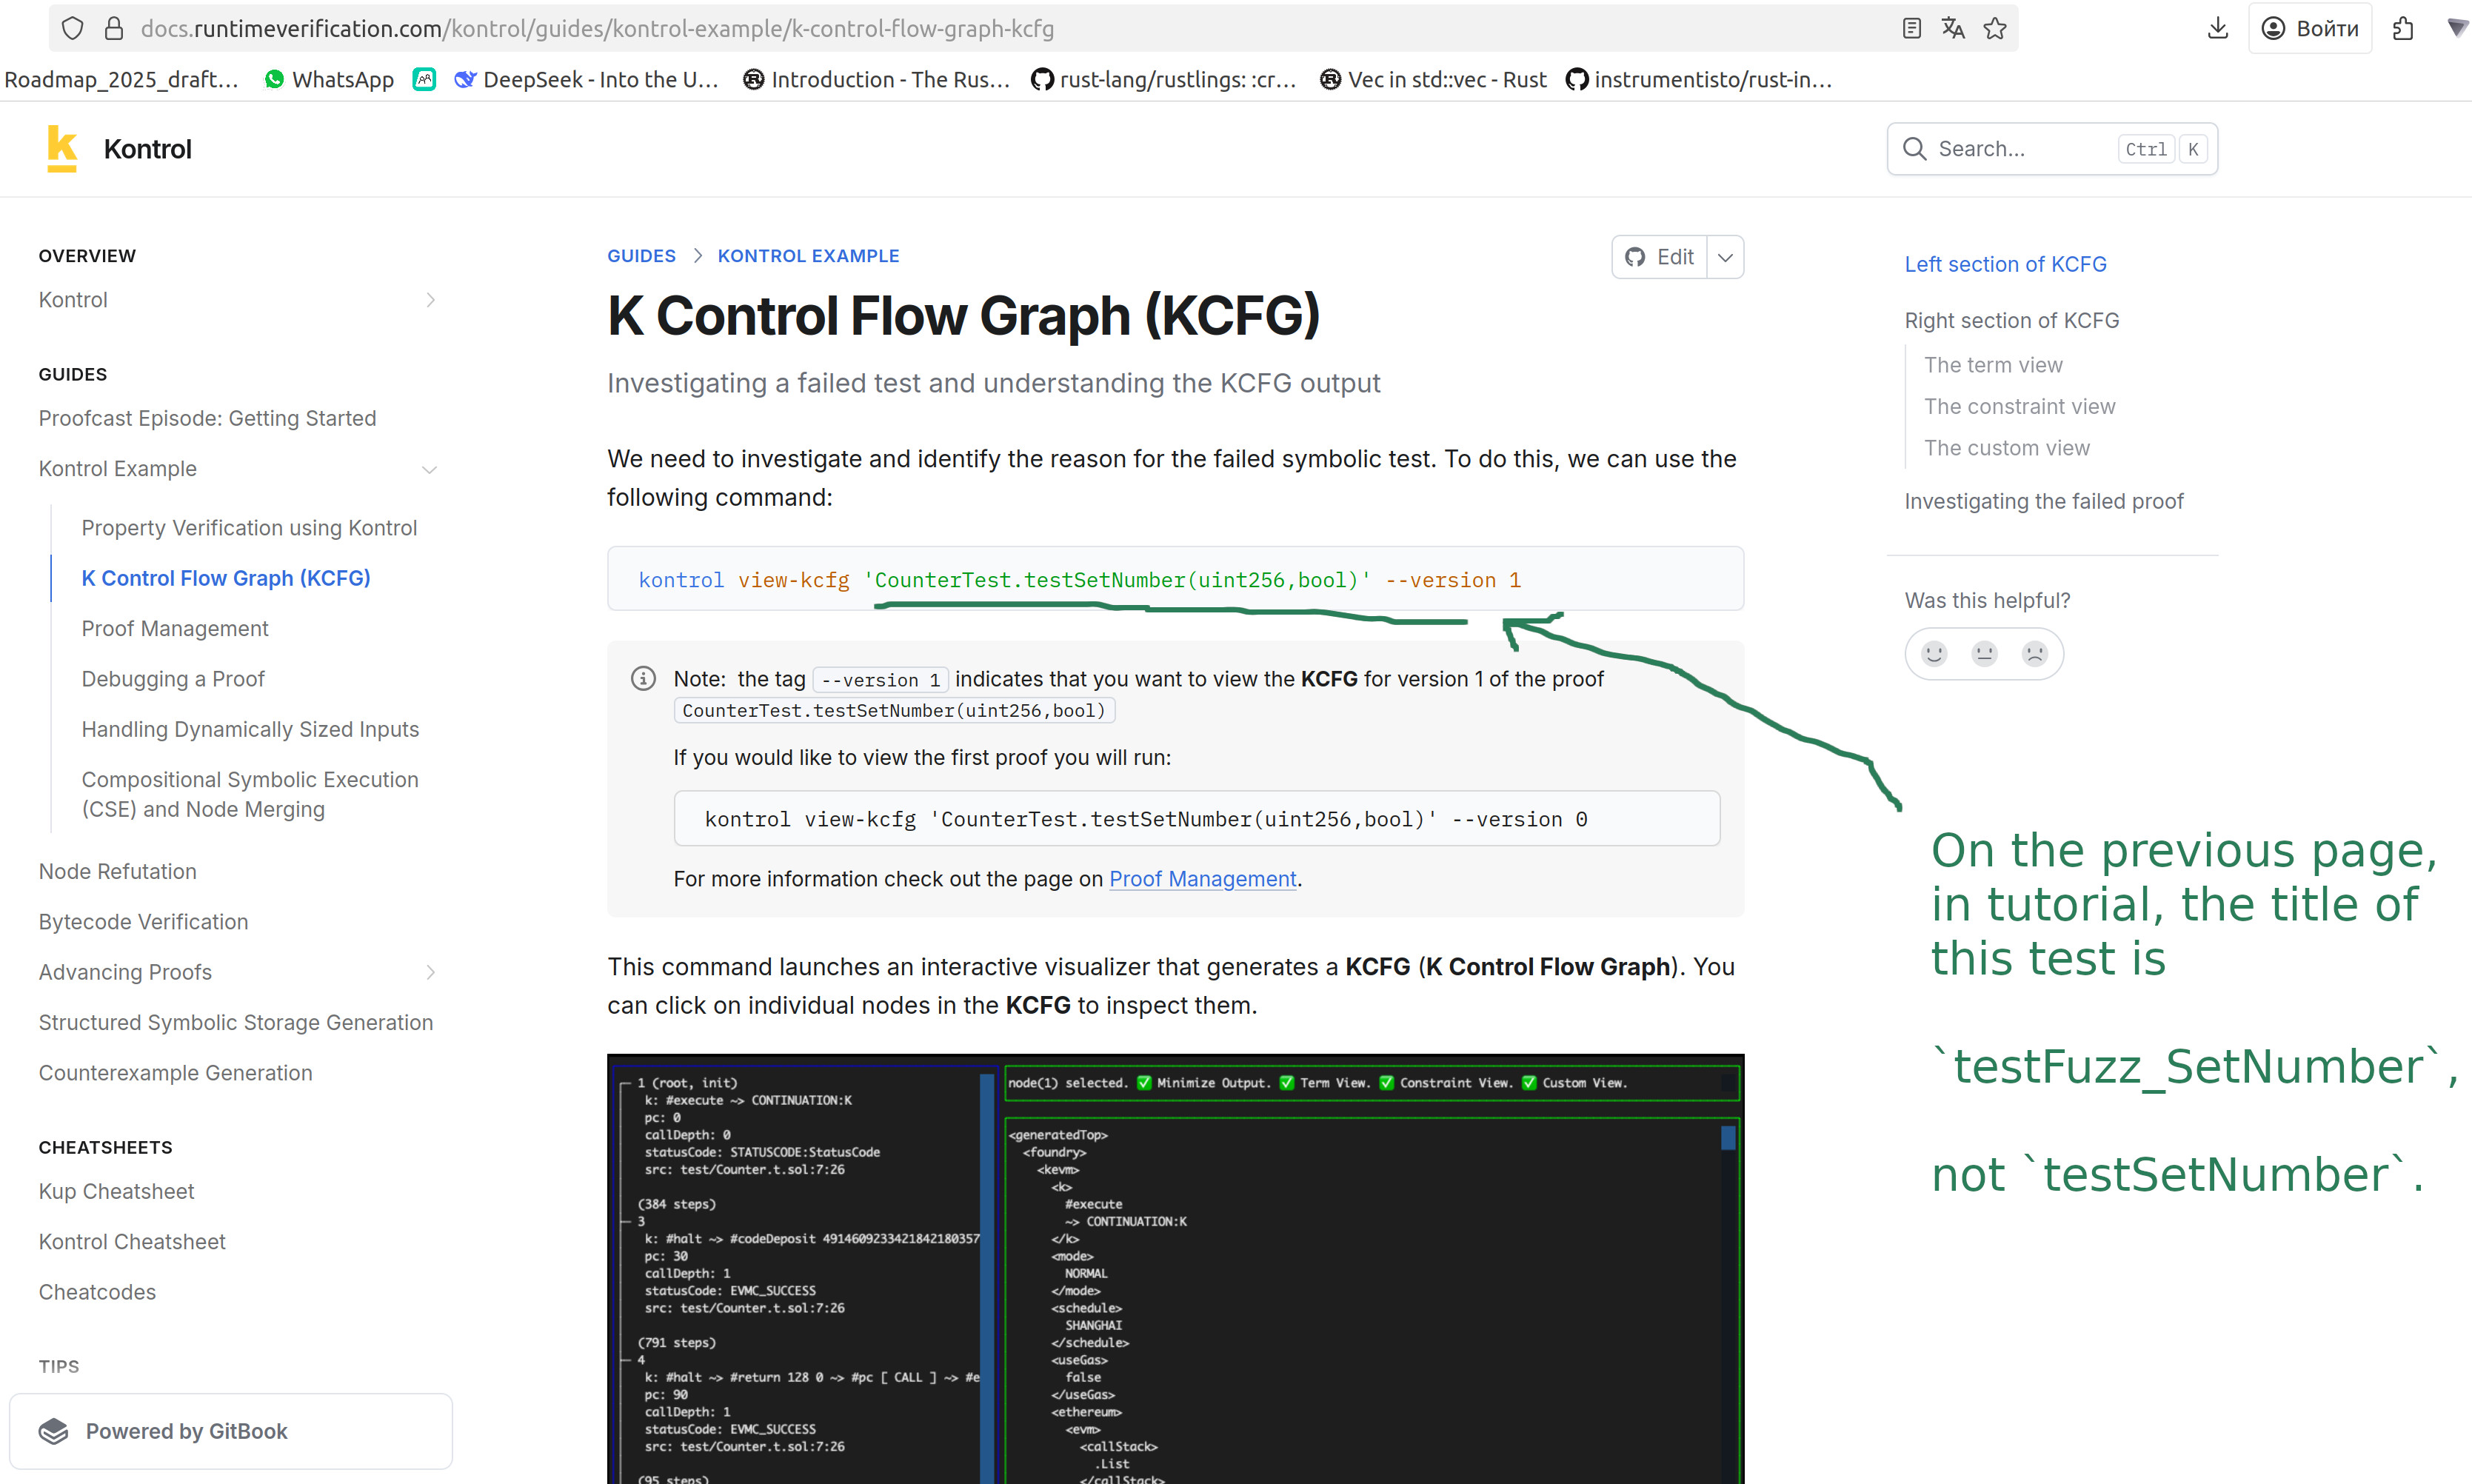 docs.runtimeverification.com/kontrol/guides/kontrol-example/k-control-flow-graph-kcfg
Войти
Roadmap_2025_draft...
WhatsApp
DeepSeek - Into the U...
Introduction - The Rus...
rust-lang/rustlings: :cr...
Vec in std::vec - Rust
instrumentisto/rust-in...
Kontrol
Search...
Ctrl
K
OVERVIEW
Kontrol
GUIDES
Proofcast Episode: Getting Started
Kontrol Example
Property Verification using Kontrol
K Control Flow Graph (KCFG)
Proof Management
Debugging a Proof
Handling Dynamically Sized Inputs
Compositional Symbolic Execution
(CSE) and Node Merging
Node Refutation
Bytecode Verification
Advancing Proofs
Structured Symbolic Storage Generation
Counterexample Generation
CHEATSHEETS
Kup Cheatsheet
Kontrol Cheatsheet
Cheatcodes
TIPS
Powered by GitBook
GUIDES
KONTROL EXAMPLE
Edit
K Control Flow Graph (KCFG)
Investigating a failed test and understanding the KCFG output
We need to investigate and identify the reason for the failed symbolic test. To do this, we can use the
following command:
kontrol view-kcfg 'CounterTest.testSetNumber(uint256,bool)' --version 1
Note: the tag --version 1 indicates that you want to view the KCFG for version 1 of the proof
CounterTest.testSetNumber(uint256,bool)
If you would like to view the first proof you will run:
kontrol view-kcfg 'CounterTest.testSetNumber(uint256,bool)' --version 0
For more information check out the page on Proof Management.
This command launches an interactive visualizer that generates a KCFG (K Control Flow Graph). You
can click on individual nodes in the KCFG to inspect them.
1 (root, init)
k: #execute ~> CONTINUATION:K
pc: 0
callDepth: 0
statusCode: STATUSCODE:StatusCode
src: test/Counter.t.sol:7:26
(384 steps)
3
k: #halt ~> #codeDeposit 4914609233421842180357
pc: 30
callDepth: 1
statusCode: EVMC_SUCCESS
src: test/Counter.t.sol:7:26
(791 steps)
4
k: #halt ~> #return 128 0 ~> #pc [ CALL ] ~> #e
pc: 90
callDepth: 1
statusCode: EVMC_SUCCESS
src: test/Counter.t.sol:7:26
(95 steps)
node(1) selected. ✅ Minimize Output. ✅ Term View. ✅ Constraint View. ✅ Custom View.
<generatedTop>
<foundry>
<kevm>
<k>
#execute
~> CONTINUATION:K
</k>
<mode>
NORMAL
</mode>
<schedule>
SHANGHAI
</schedule>
<useGas>
false
</useGas>
<ethereum>
<evm>
<callStack>
.List
</callStack>
Left section of KCFG
Right section of KCFG
The term view
The constraint view
The custom view
Investigating the failed proof
Was this helpful?
On the previous page,
in tutorial, the title of
this test is
`testFuzz_SetNumber`,
not `testSetNumber`.